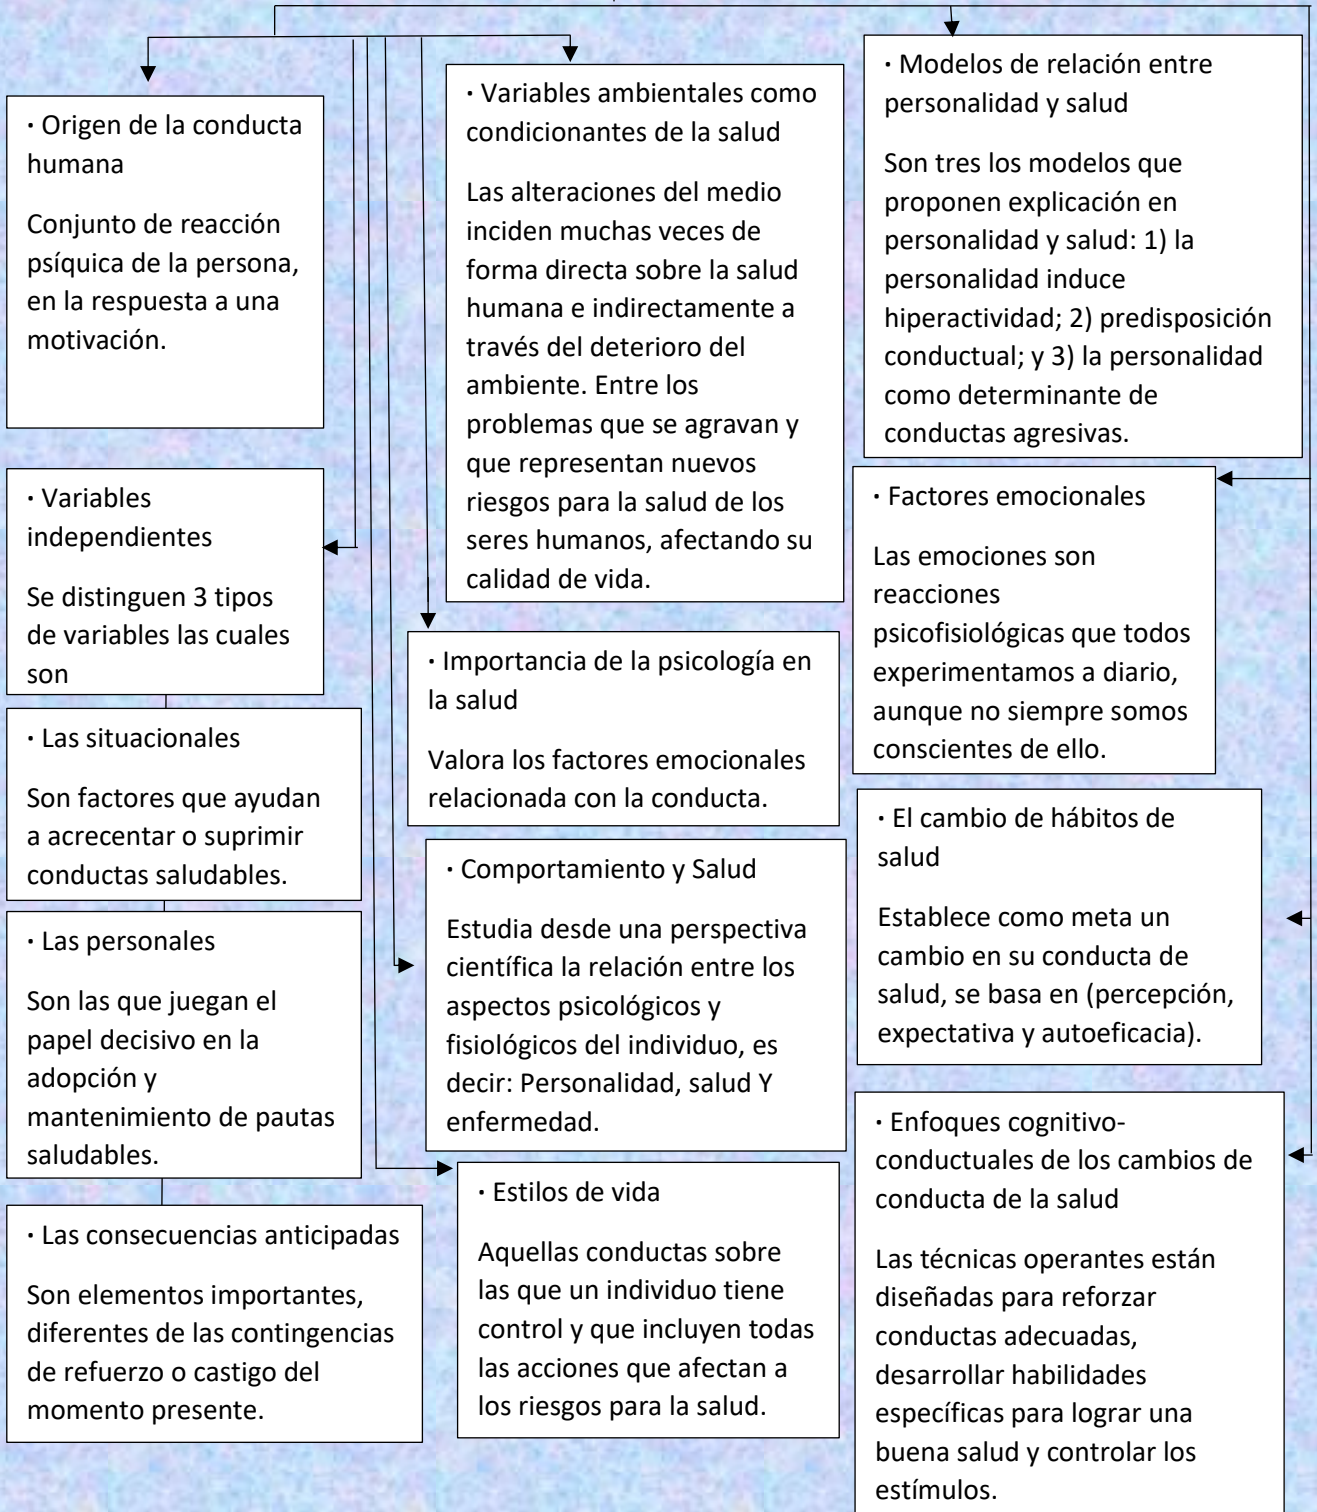 · Origen de la conducta
humana
Conjunto de reacción
psíquica de la persona,
en la respuesta a una
motivación.
· Variables
independientes
Se distinguen 3 tipos
de variables las cuales
son
· Las situacionales
Son factores que ayudan
a acrecentar o suprimir
conductas saludables.
· Las personales
Son las que juegan el
papel decisivo en la
adopción y
mantenimiento de pautas
saludables.
· Las consecuencias anticipadas
Son elementos importantes,
diferentes de las contingencias
de refuerzo o castigo del
momento presente.
· Variables ambientales como
condicionantes de la salud
Las alteraciones del medio
inciden muchas veces de
forma directa sobre la salud
humana e indirectamente a
través del deterioro del
ambiente. Entre los
problemas que se agravan y
que representan nuevos
riesgos para la salud de los
seres humanos, afectando su
calidad de vida.
· Importancia de la psicología en
la salud
Valora los factores emocionales
relacionada con la conducta.
· Comportamiento y Salud
Estudia desde una perspectiva
científica la relación entre los
aspectos psicológicos y
fisiológicos del individuo, es
decir: Personalidad, salud Y
enfermedad.
· Estilos de vida
Aquellas conductas sobre
las que un individuo tiene
control y que incluyen todas
las acciones que afectan a
los riesgos para la salud.
· Modelos de relación entre
personalidad y salud
Son tres los modelos que
proponen explicación en
personalidad y salud: 1) la
personalidad induce
hiperactividad; 2) predisposición
conductual; y 3) la personalidad
como determinante de
conductas agresivas.
· Factores emocionales
Las emociones son
reacciones
psicofisiológicas que todos
experimentamos a diario,
aunque no siempre somos
conscientes de ello.
· El cambio de hábitos de
salud
Establece como meta un
cambio en su conducta de
salud, se basa en (percepción,
expectativa y autoeficacia).
· Enfoques cognitivo-
conductuales de los cambios de
conducta de la salud
Las técnicas operantes están
diseñadas para reforzar
conductas adecuadas,
desarrollar habilidades
específicas para lograr una
buena salud y controlar los
estímulos.